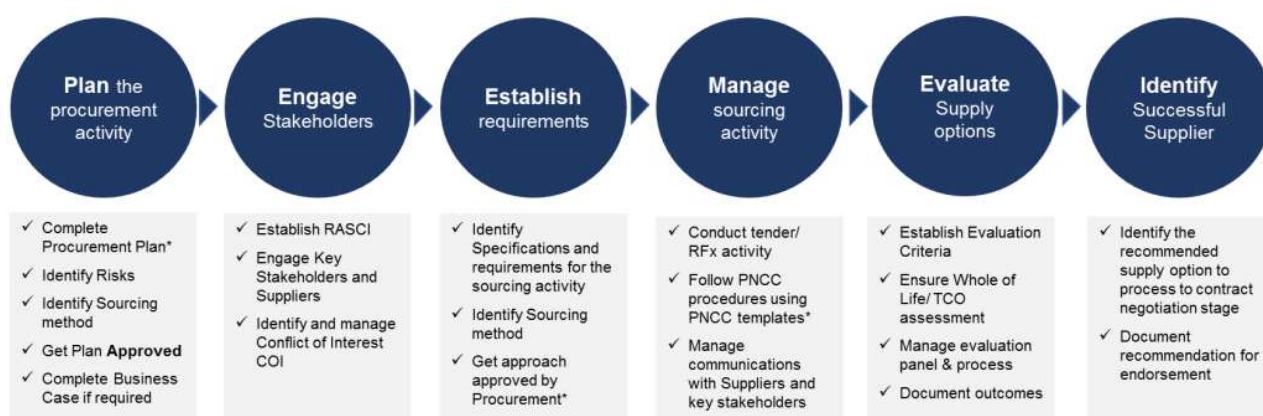 Plan the
procurement
activity
Engage
Stakeholders
Establish
requirements
Manage
sourcing
activity
Evaluate
Supply
options
Identify
Successful
Supplier
✓ Complete
Procurement Plan*
✓ Identify Risks
✓ Identify Sourcing
method
✓ Get Plan Approved
✓ Complete Business
Case if required
✓ Establish RASCI
✓ Engage Key
Stakeholders and
Suppliers
✓ Identify and manage
Conflict of Interest
COI
✓ Identify
Specifications and
requirements for the
sourcing activity
✓ Identify Sourcing
method
✓ Get approach
approved by
Procurement*
✓ Conduct tender/
RFx activity
✓ Follow PNCC
procedures using
PNCC templates*
✓ Manage
communications
with Suppliers and
key stakeholders
✓ Establish Evaluation
Criteria
✓ Ensure Whole of
Life/ TCO
assessment
✓ Manage evaluation
panel & process
✓ Document outcomes
✓ Identify the
recommended
supply option to
process to contract
negotiation stage
✓ Document
recommendation for
endorsement